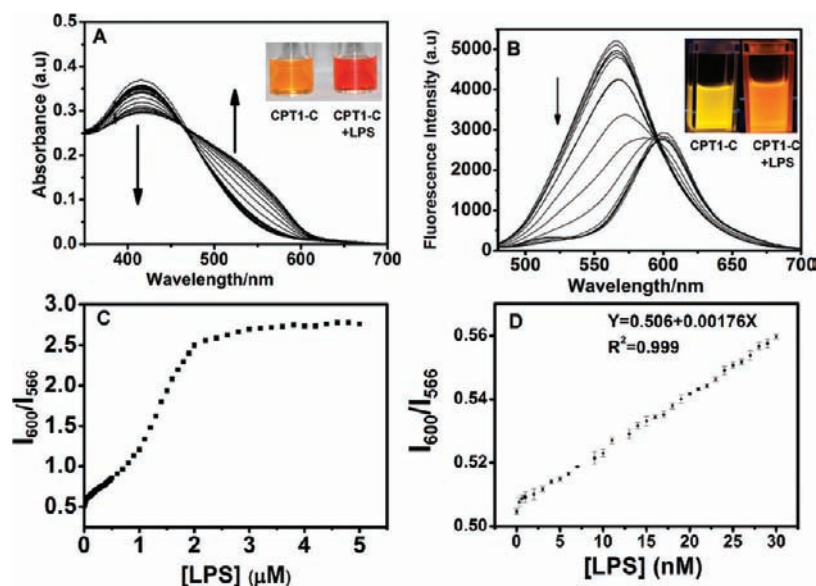 A
0.5
0.4
0.3
0.2
0.1
0.0
Absorbance (a.u)
CPT1-C
CPT1-C
+LPS
400
500
600
700
Wavelength/nm
B
5000
4000
3000
2000
1000
0
Fluorescence Intensity (a.u)
CPT1-C
CPT1-C
+LPS
500
550
600
650
700
Wavelength/nm
C
3.0
2.5
2.0
1.5
1.0
0.5
I600/I566
0
1
2
3
4
5
[LPS] (μM)
D
Y=0.506+0.00176X
R²=0.999
0.56
0.54
0.52
0.50
I600/I566
0
5
10
15
20
25
30
[LPS] (nM)